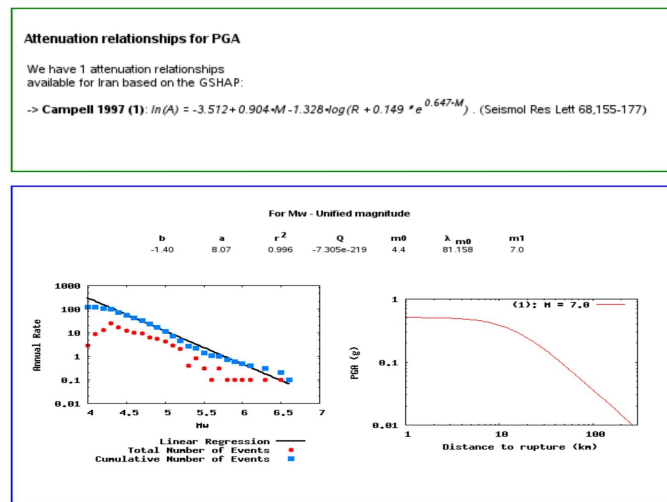 Attenuation relationships for PGA
We have 1 attenuation relationships
available for Iran based on the GSHAP:
-> Campell 1997 (1): ln(A) = -3.512+0.904•M-1.328•log(R + 0.149 * e^0.647•M) . (Seismol Res Lett 68,155-177)
For Mw - Unified magnitude
b a r² Q m0 λ m0 m1
-1.40 8.07 0.996 -7.305e-219 4.4 81.158 7.0
1000
100
10
1
0.1
0.01
Annual Rate
4 4.5 5 5.5 6 6.5 7
Mw
Linear Regression
Total Number of Events
Cumulative Number of Events
(1): M = 7.0
1
0.1
0.01
PGA (g)
1 10 100
Distance to rupture (km)